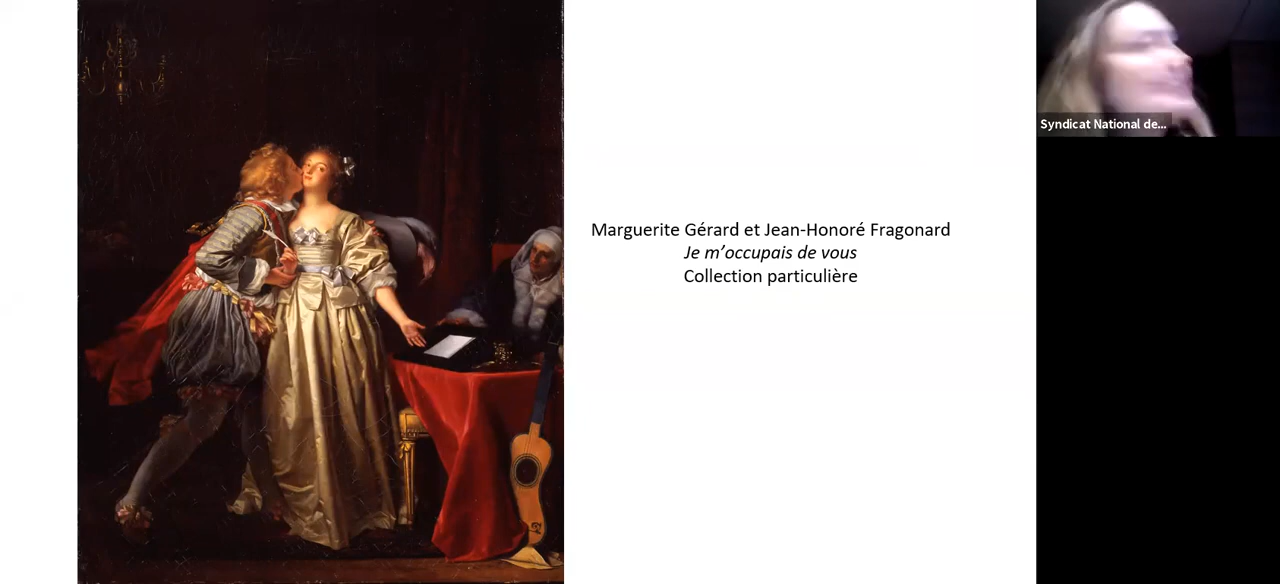 Marguerite Gérard et Jean-Honoré Fragonard
Je m’occupais de vous
Collection particulière
Syndicat National de...